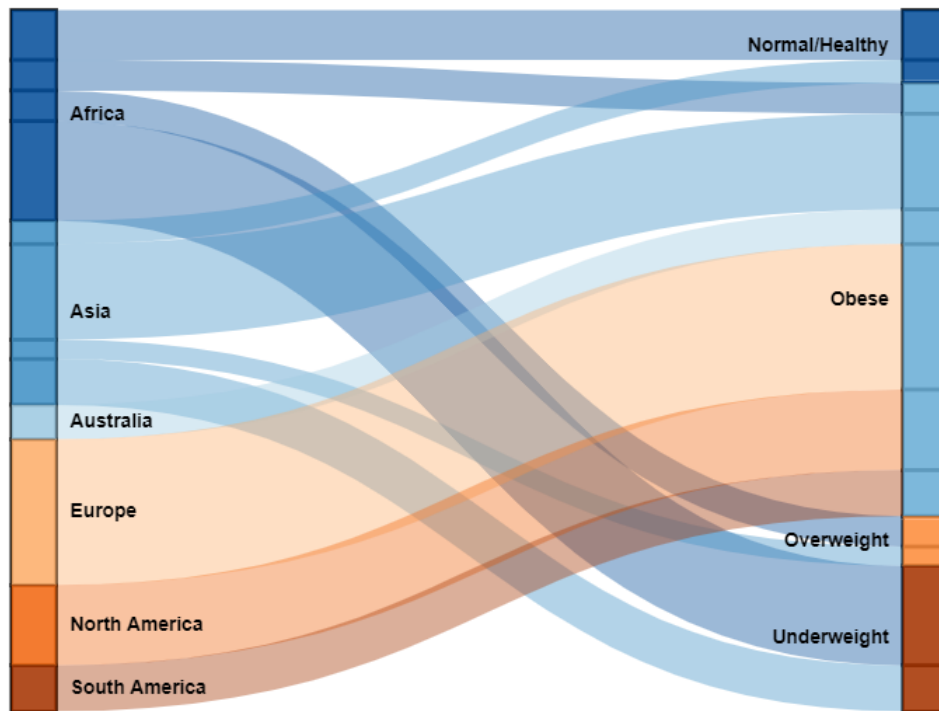 Africa
Asia
Australia
Europe
North America
South America
Normal/Healthy
Obese
Overweight
Underweight